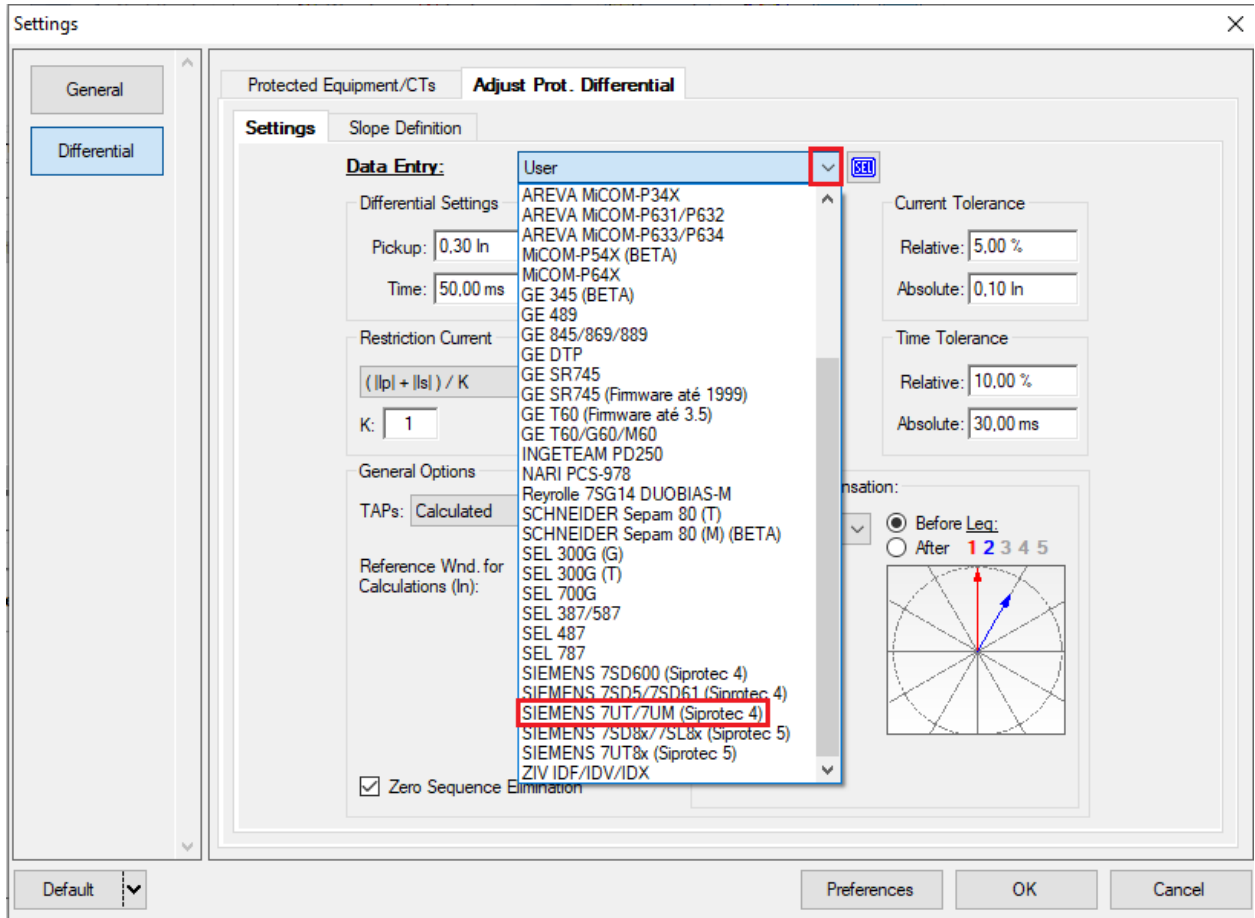 Settings
General
Differential
Protected Equipment/CTs
Adjust Prot. Differential
Settings
Slope Definition
Data Entry:
User
SEL
AREVA MiCOM-P34X
AREVA MiCOM-P631/P632
AREVA MiCOM-P633/P634
MiCOM-P54X (BETA)
MiCOM-P64X
GE 345 (BETA)
GE 489
GE 845/869/889
GE DTP
GE SR745
GE SR745 (Firmware até 1999)
GE T60 (Firmware até 3.5)
GE T60/G60/M60
INGETEAM PD250
NARI PCS-978
Reyrolle 7SG14 DUOBIAS-M
SCHNEIDER Sepam 80 (T)
SCHNEIDER Sepam 80 (M) (BETA)
SEL 300G (G)
SEL 300G (T)
SEL 700G
SEL 387/587
SEL 487
SEL 787
SIEMENS 7SD600 (Siprotec 4)
SIEMENS 7SD5/7SD61 (Siprotec 4)
SIEMENS 7UT/7UM (Siprotec 4)
SIEMENS 7SD8x/7SL8x (Siprotec 5)
SIEMENS 7UT8x (Siprotec 5)
ZIV IDF/IDV/IDX
Differential Settings
Pickup: 0,30 In
Time: 50,00 ms
Restriction Current
( |Ip| + |Is| ) / K
K: 1
General Options
TAPs: Calculated
Reference Wnd. for
Calculations (In):
Zero Sequence Elimination
Current Tolerance
Relative: 5,00 %
Absolute: 0,10 In
Time Tolerance
Relative: 10,00 %
Absolute: 30,00 ms
nsation:
Before Leg:
After 1 2 3 4 5
Default
Preferences
OK
Cancel